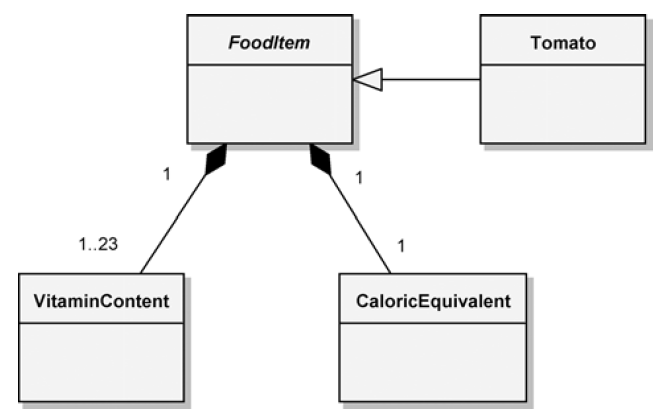 FoodItem
Tomato
1
1
1..23
1
VitaminContent
CaloricEquivalent